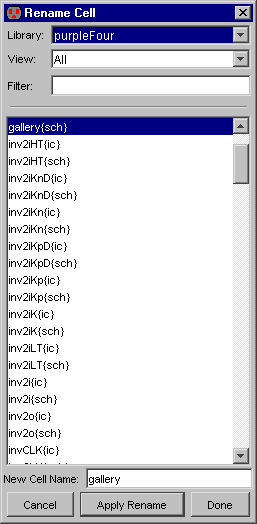 Rename Cell
Library: purpleFour
View: All
Filter:
gallery{sch}
inv2iHT{ic}
inv2iHT{sch}
inv2iKnD{ic}
inv2iKnD{sch}
inv2iKn{ic}
inv2iKn{sch}
inv2iKpD{ic}
inv2iKpD{sch}
inv2iKp{ic}
inv2iKp{sch}
inv2iK{ic}
inv2iK{sch}
inv2iLT{ic}
inv2iLT{sch}
inv2i{ic}
inv2i{sch}
inv2o{ic}
inv2o{sch}
invCLK{ic}
New Cell Name: gallery
Cancel Apply Rename Done